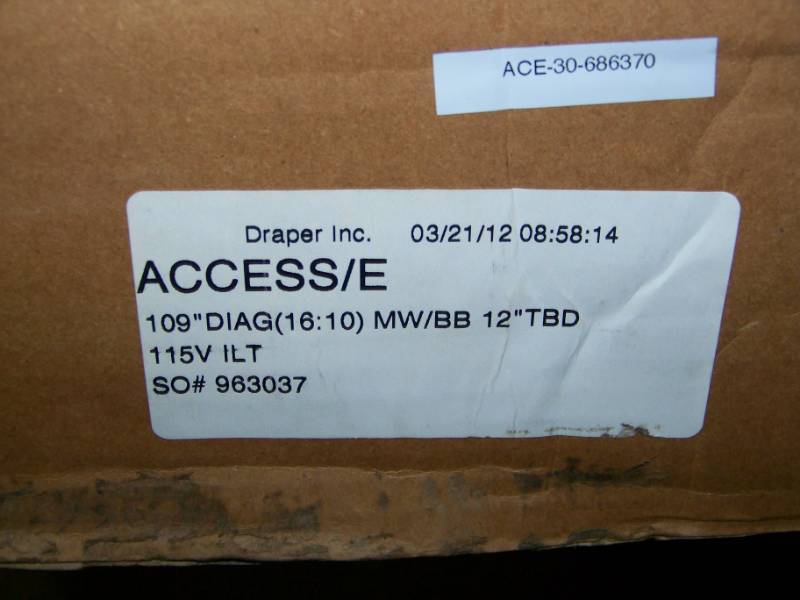 ACE-30-686370
Draper Inc. 03/21/12 08:58:14
ACCESS/E
109"DIAG(16:10) MW/BB 12"TBD
115V ILT
SO# 963037